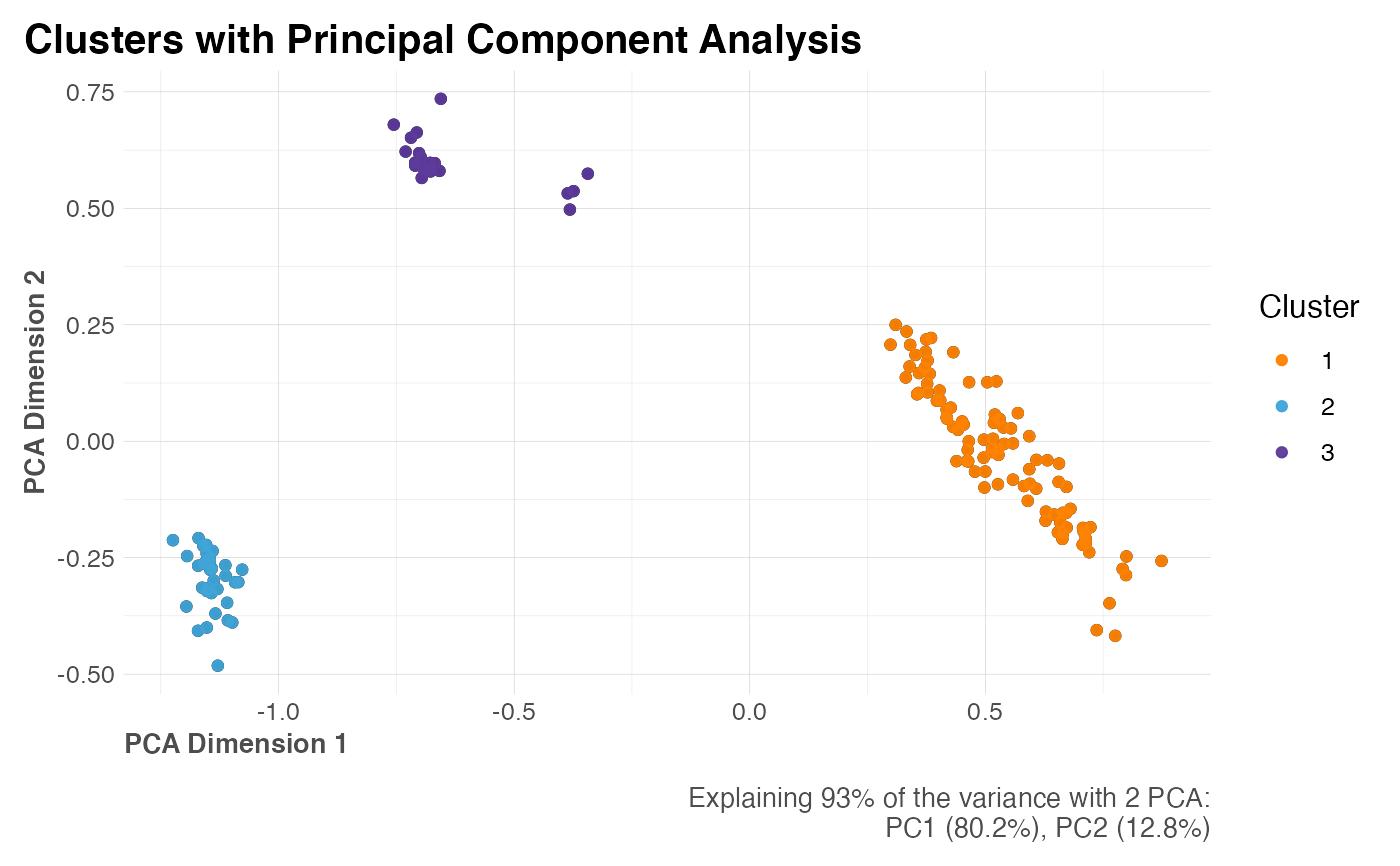 Clusters with Principal Component Analysis
0.75
0.50
0.25
0.00
-0.25
-0.50
PCA Dimension 2
-1.0
-0.5
0.0
0.5
PCA Dimension 1
Cluster
1
2
3
Explaining 93% of the variance with 2 PCA:
PC1 (80.2%), PC2 (12.8%)